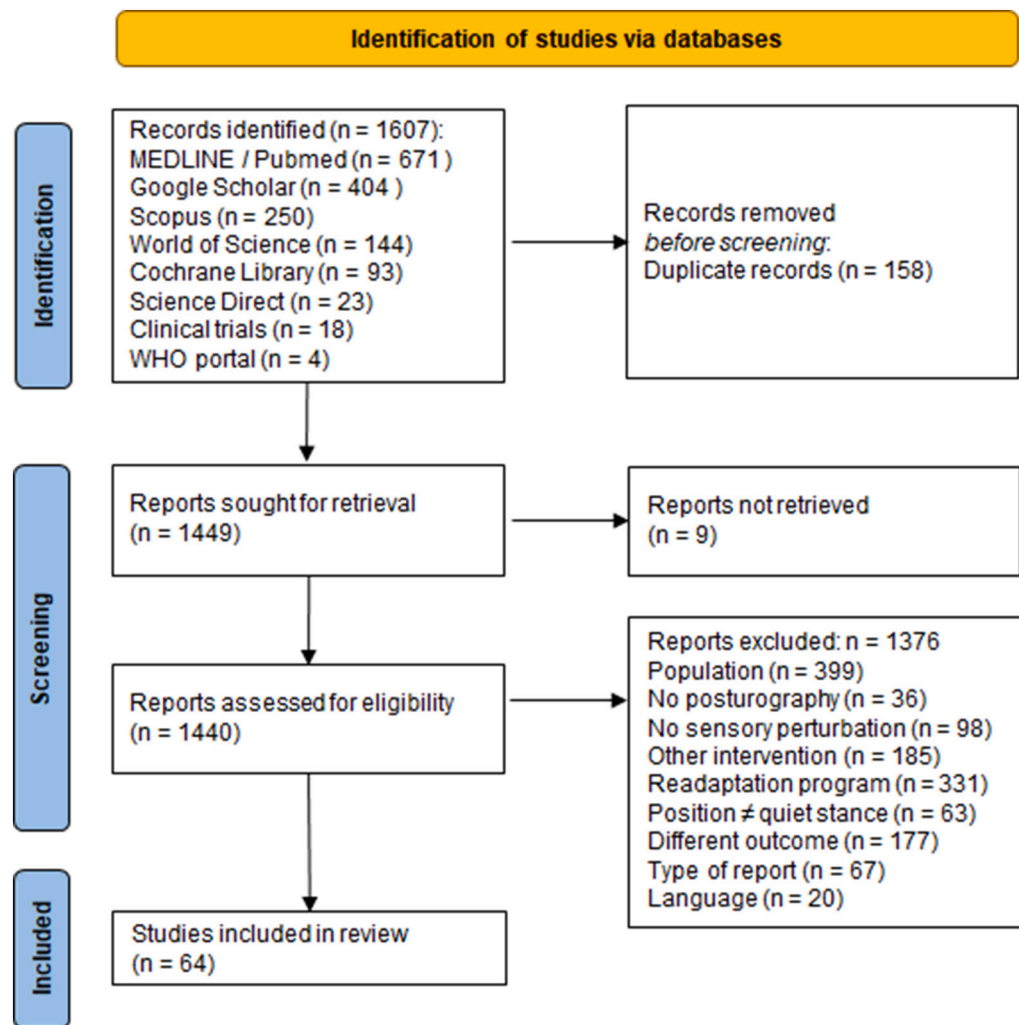 Identification of studies via databases
Identification
Records identified (n = 1607):
MEDLINE / Pubmed (n = 671 )
Google Scholar (n = 404 )
Scopus (n = 250)
World of Science (n = 144)
Cochrane Library (n = 93)
Science Direct (n = 23)
Clinical trials (n = 18)
WHO portal (n = 4)
Records removed
before screening:
Duplicate records (n = 158)
Screening
Reports sought for retrieval
(n = 1449)
Reports not retrieved
(n = 9)
Reports assessed for eligibility
(n = 1440)
Reports excluded: n = 1376
Population (n = 399)
No posturography (n = 36)
No sensory perturbation (n = 98)
Other intervention (n = 185)
Readaptation program (n = 331)
Position ≠ quiet stance (n = 63)
Different outcome (n = 177)
Type of report (n = 67)
Language (n = 20)
Included
Studies included in review
(n = 64)